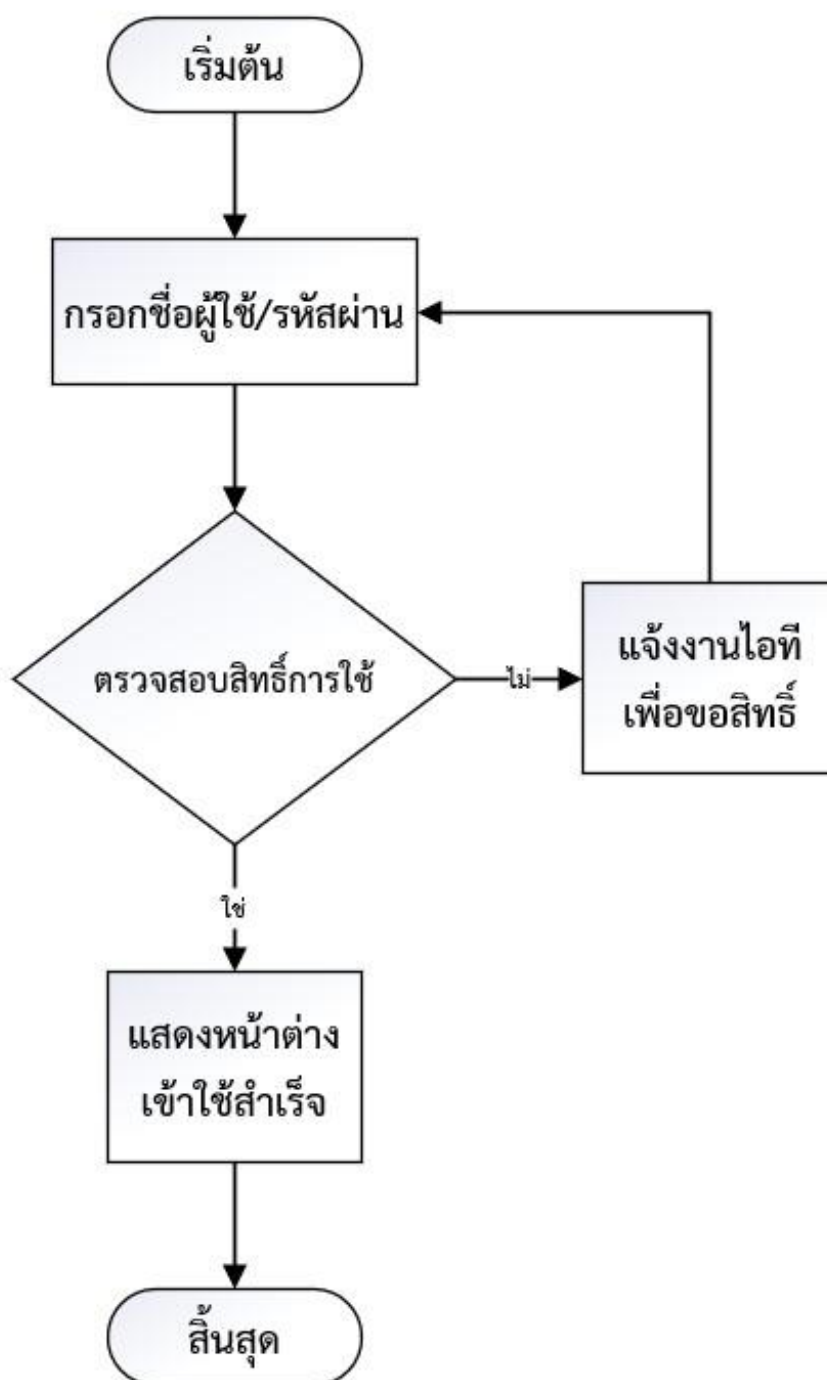 เริ่มต้น
กรอกชื่อผู้ใช้/รหัสผ่าน
ตรวจสอบสิทธิ์การใช้
ไม่
แจ้งงานไอที
เพื่อขอสิทธิ์
ใช่
แสดงหน้าต่าง
เข้าใช้สำเร็จ
สิ้นสุด